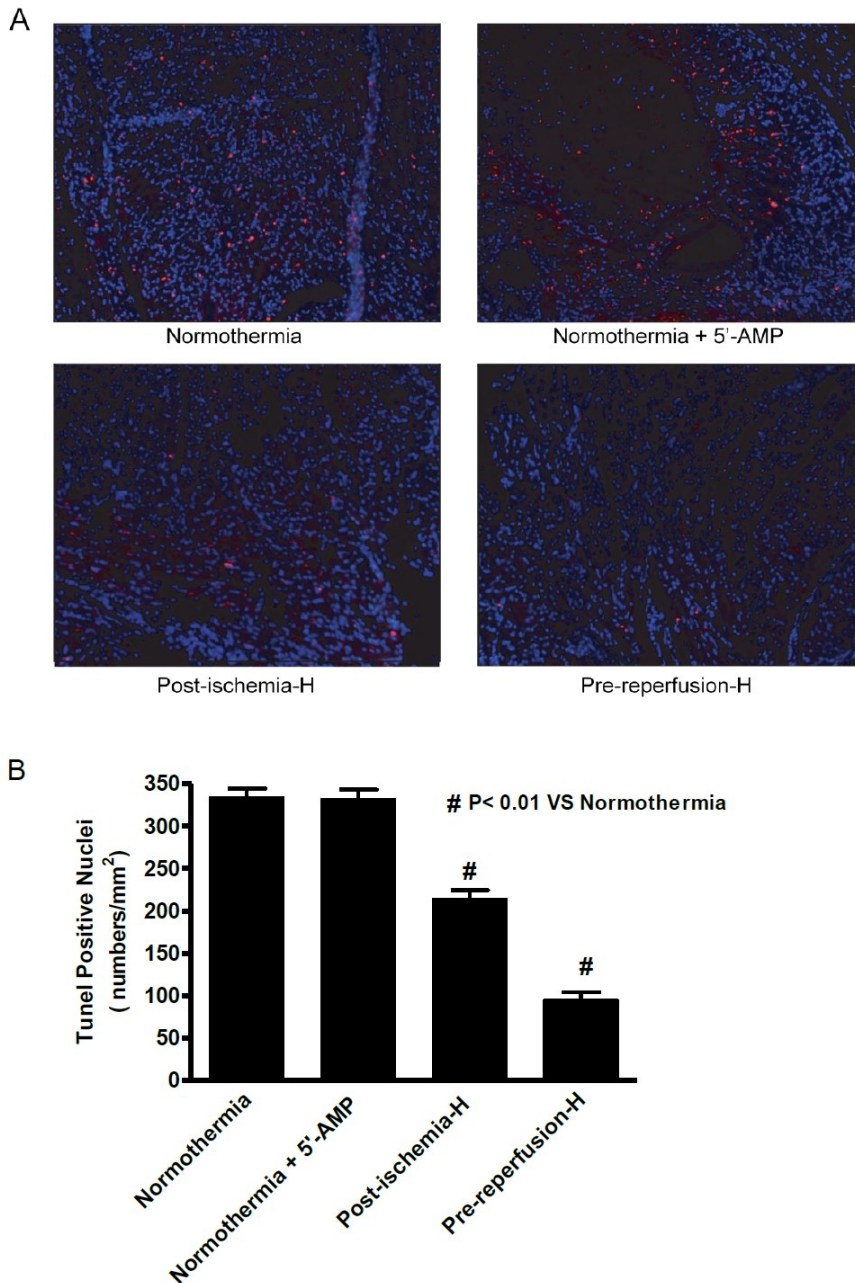 A
Normothermia
Normothermia + 5'-AMP
Post-ischemia-H
Pre-reperfusion-H
B
Tunel Positive Nuclei
( numbers/mm²)
350
300
250
200
150
100
50
0
# P< 0.01 VS Normothermia
#
#
Normothermia
Normothermia + 5'-AMP
Post-ischemia-H
Pre-reperfusion-H